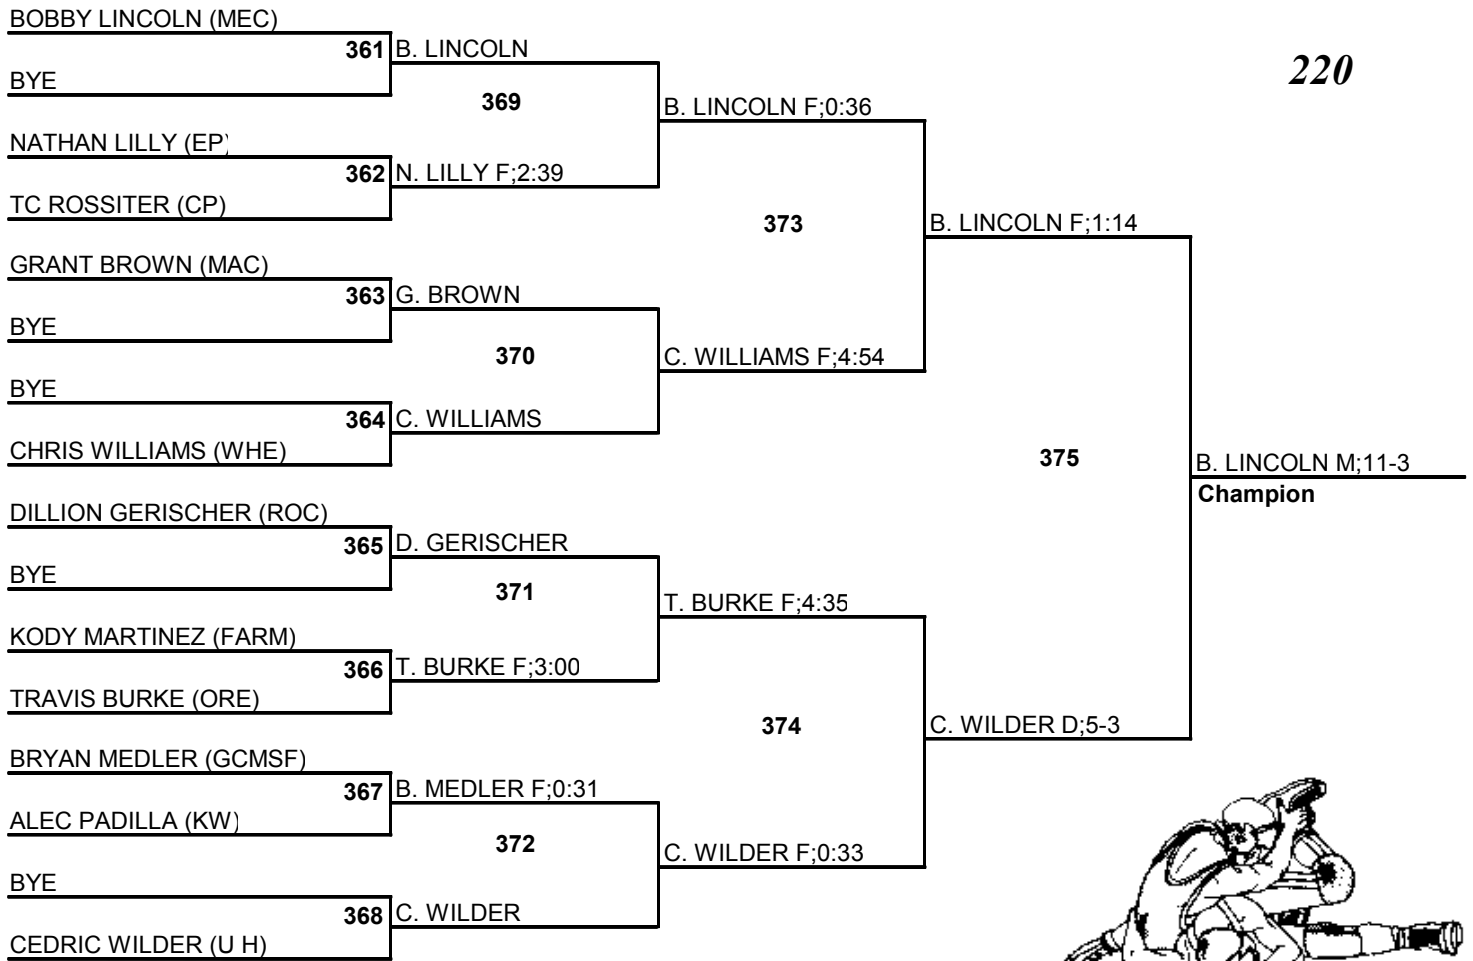 BOBBY LINCOLN (MEC)
361 B. LINCOLN
BYE
220
369
B. LINCOLN F;0:36
NATHAN LILLY (EP)
362 N. LILLY F;2:39
TC ROSSITER (CP)
373
B. LINCOLN F;1:14
GRANT BROWN (MAC)
363 G. BROWN
BYE
370
C. WILLIAMS F;4:54
BYE
364 C. WILLIAMS
CHRIS WILLIAMS (WHE)
375
B. LINCOLN M;11-3
Champion
DILLION GERISCHER (ROC)
365 D. GERISCHER
BYE
371
T. BURKE F;4:35
KODY MARTINEZ (FARM)
366 T. BURKE F;3:00
TRAVIS BURKE (ORE)
374
C. WILDER D;5-3
BRYAN MEDLER (GCMSF)
367 B. MEDLER F;0:31
ALEC PADILLA (KW)
372
C. WILDER F;0:33
BYE
368 C. WILDER
CEDRIC WILDER (U H)